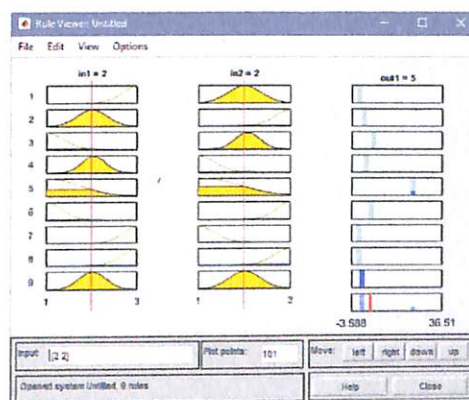 Rule Viewer: Untitled
File Edit View Options
in1 = 2 in2 = 2 out1 = 5
1
2
3
4
5
6
7
8
9
1 3 1 3
-3.588 36.51
Input: [2 2] Plot points: 101 Move: left right down up
Opened system Untitled, 9 rules Help Close